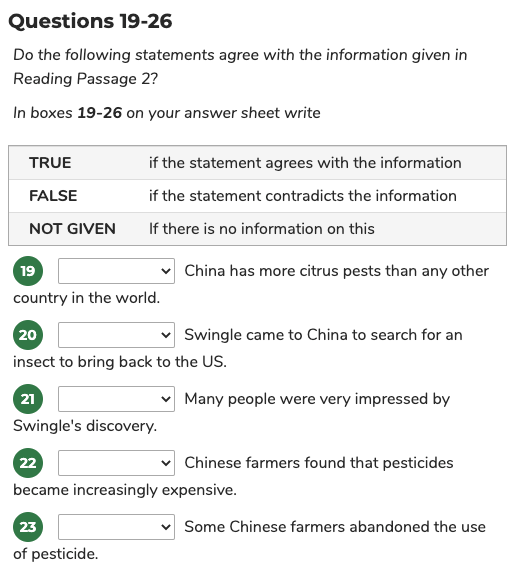 Questions 19-26
Do the following statements agree with the information given in
Reading Passage 2?
In boxes 19-26 on your answer sheet write
TRUE if the statement agrees with the information
FALSE if the statement contradicts the information
NOT GIVEN If there is no information on this
19 China has more citrus pests than any other
country in the world.
20 Swingle came to China to search for an
insect to bring back to the US.
21 Many people were very impressed by
Swingle's discovery.
22 Chinese farmers found that pesticides
became increasingly expensive.
23 Some Chinese farmers abandoned the use
of pesticide.